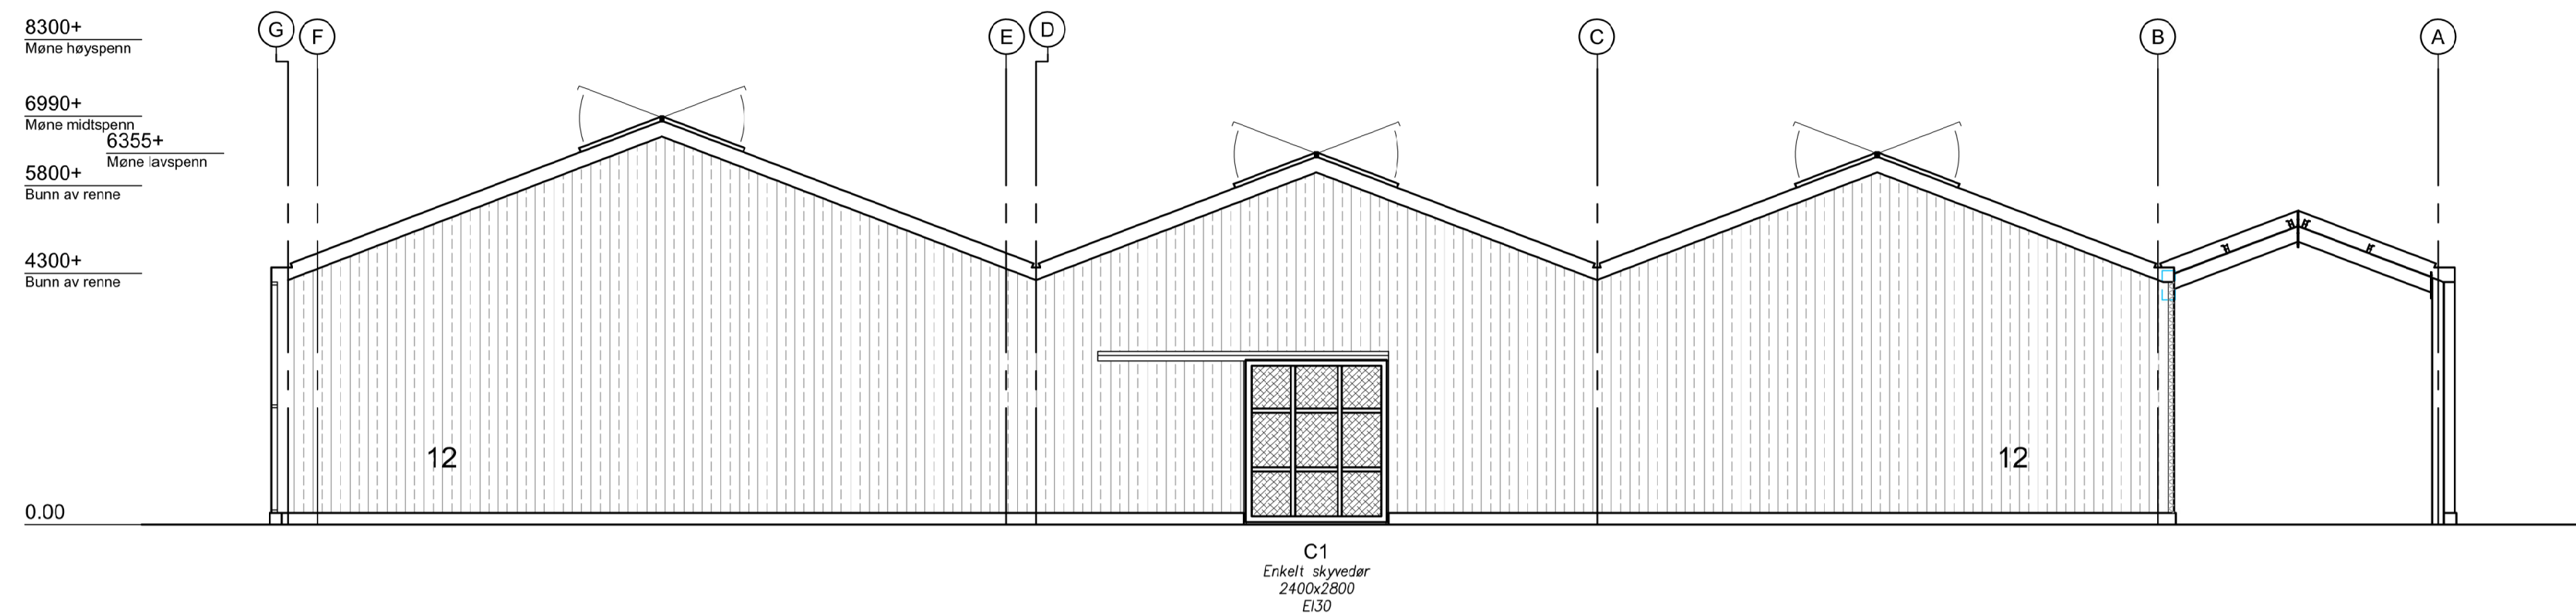 8300+
Møne høyspenn
6990+
Møne midtspenn
6355+
Møne lavspenn
5800+
Bunn av renne
4300+
Bunn av renne
0.00
G
F
E
D
C
B
A
12
12
C1
Enkelt skyvedør
2400x2800
EI30